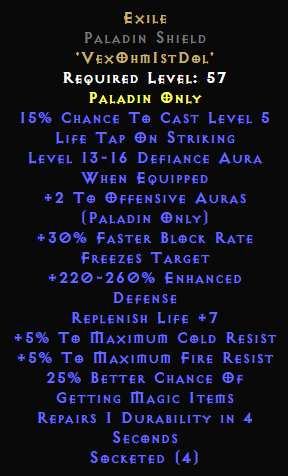 Exile
Paladin Shield
'VexOhmIstDol'
Required Level: 57
Paladin Only
15% Chance To Cast Level 5
Life Tap On Striking
Level 13-16 Defiance Aura
When Equipped
+2 To Offensive Auras
(Paladin Only)
+30% Faster Block Rate
Freezes Target
+220-260% Enhanced
Defense
Replenish Life +7
+5% To Maximum Cold Resist
+5% To Maximum Fire Resist
25% Better Chance Of
Getting Magic Items
Repairs 1 Durability in 4
Seconds
Socketed (4)